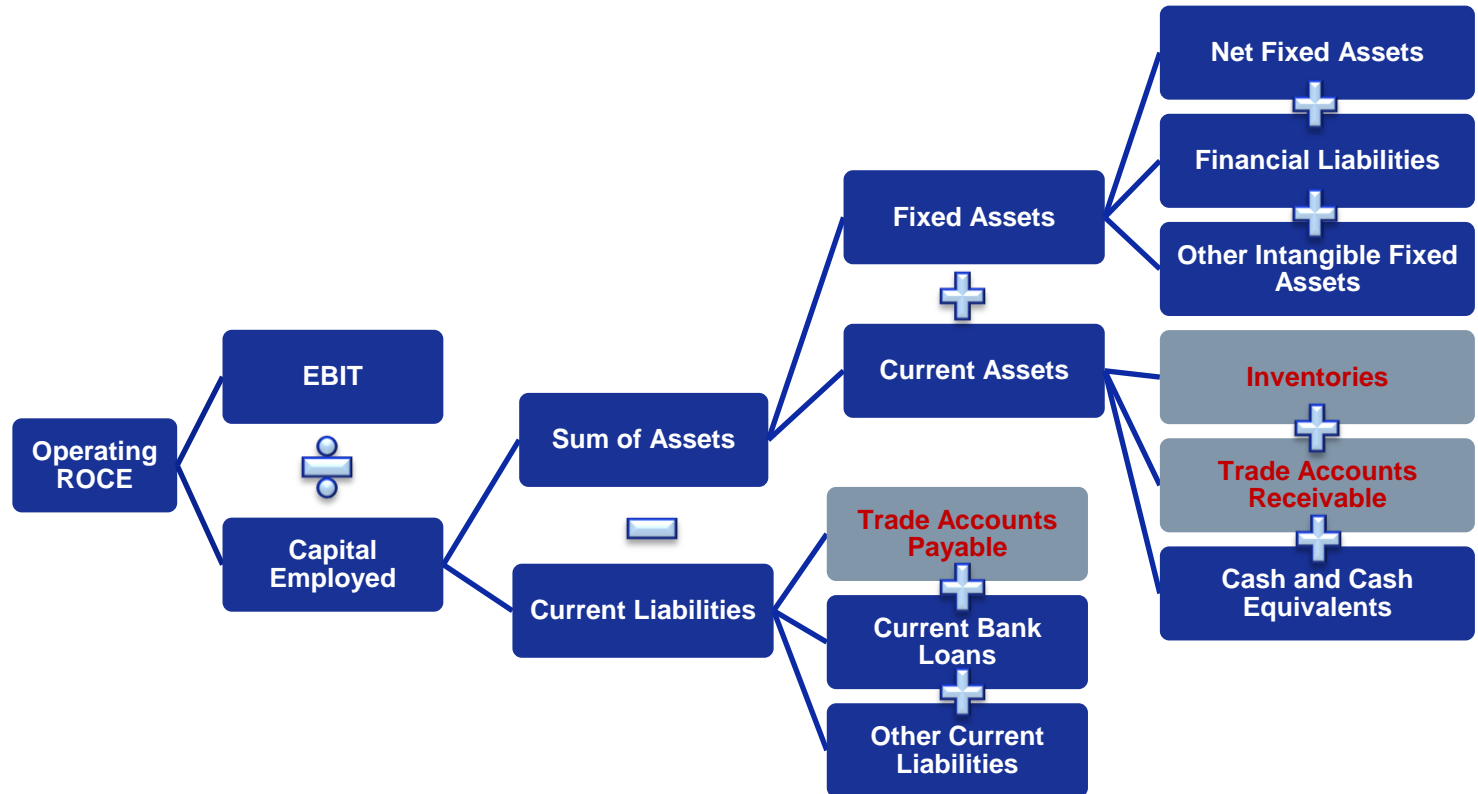 Operating
ROCE
EBIT
Capital
Employed
Sum of Assets
Current Liabilities
Fixed Assets
Current Assets
Trade Accounts
Payable
Current Bank
Loans
Other Current
Liabilities
Net Fixed Assets
Financial Liabilities
Other Intangible Fixed
Assets
Inventories
Trade Accounts
Receivable
Cash and Cash
Equivalents